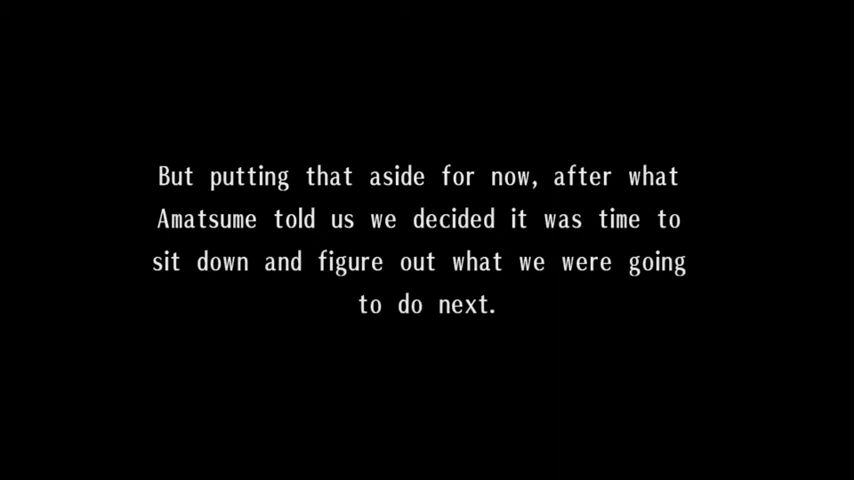 But putting that aside for now, after what
Amatsume told us we decided it was time to
sit down and figure out what we were going
to do next.